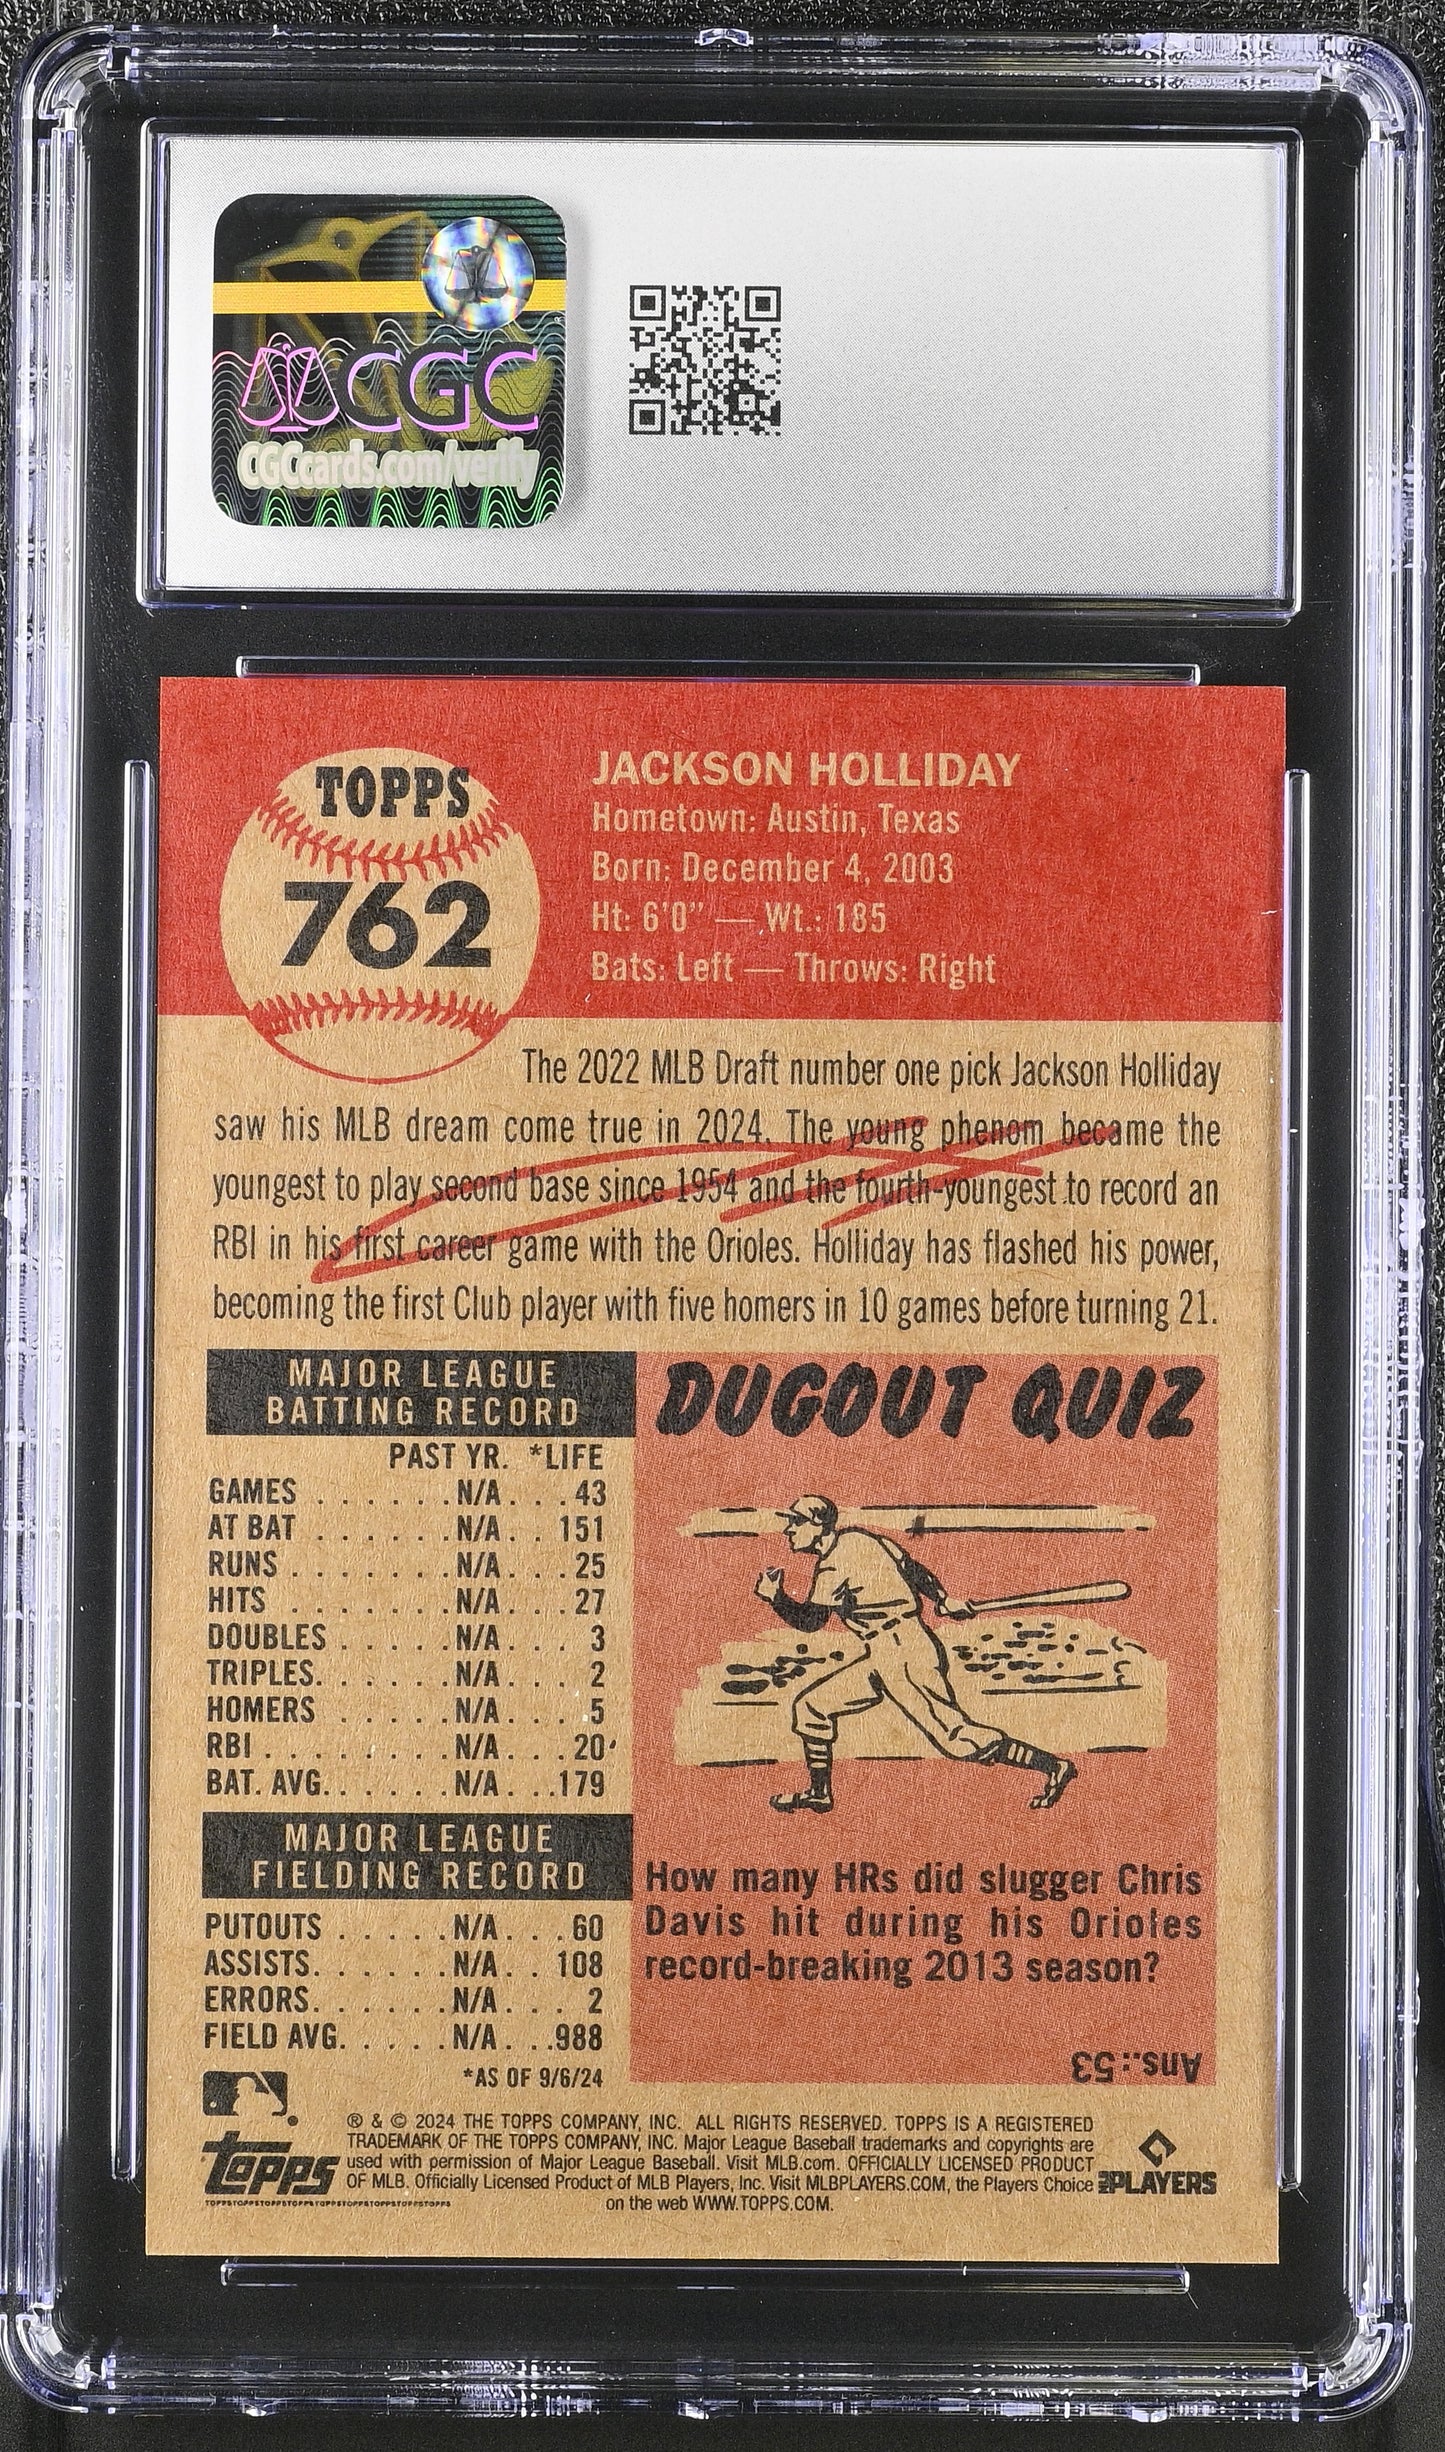 CGC
CGCcards.com/verify
TOPPS
762
JACKSON HOLLIDAY
Hometown: Austin, Texas
Born: December 4, 2003
Ht: 6'0" — Wt.: 185
Bats: Left — Throws: Right
The 2022 MLB Draft number one pick Jackson Holliday
saw his MLB dream come true in 2024. The young phenom became the
youngest to play second base since 1954 and the fourth-youngest to record an
RBI in his first career game with the Orioles. Holliday has flashed his power,
becoming the first Club player with five homers in 10 games before turning 21.
MAJOR LEAGUE
BATTING RECORD
PAST YR. *LIFE
GAMES . . . . . . . N/A . . . 43
AT BAT . . . . . . . N/A . . 151
RUNS . . . . . . . . N/A . . . 25
HITS . . . . . . . . N/A . . . 27
DOUBLES . . . . . N/A . . . 3
TRIPLES. . . . . . . N/A . . . 2
HOMERS . . . . . N/A . . . .5
RBI . . . . . . . . . N/A . . . 20
BAT. AVG. . . . . . N/A . . .179
MAJOR LEAGUE
FIELDING RECORD
PUTOUTS . . . . . N/A . . . 60
ASSISTS. . . . . . N/A . . 108
ERRORS. . . . . . N/A . . . 2
FIELD AVG. . . . . N/A . . .988
*AS OF 9/6/24
DUGOUT QUIZ
How many HRs did slugger Chris
Davis hit during his Orioles
record-breaking 2013 season?
Ans.: 53
topps
® & © 2024 THE TOPPS COMPANY, INC. ALL RIGHTS RESERVED. TOPPS IS A REGISTERED
TRADEMARK OF THE TOPPS COMPANY, INC. Major League Baseball trademarks and copyrights are
used with permission of Major League Baseball. Visit MLB.com. OFFICIALLY LICENSED PRODUCT
OF MLB. Officially Licensed Product of MLB Players, Inc. Visit MLBPLAYERS.COM, the Players Choice
on the web WWW.TOPPS.COM.
MLB PLAYERS